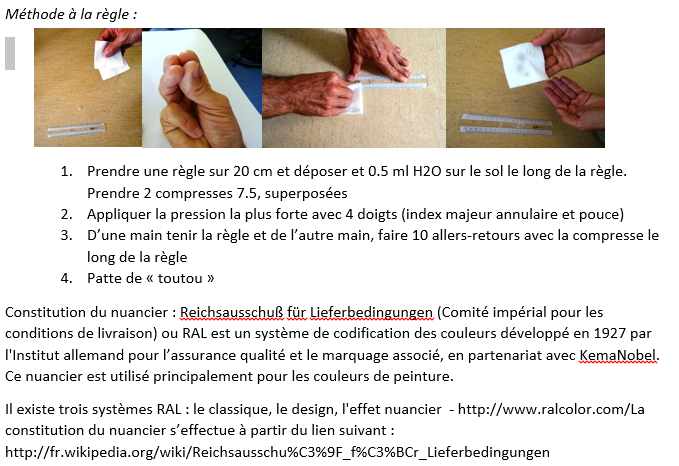 Méthode à la règle :
1. Prendre une règle sur 20 cm et déposer et 0.5 ml H2O sur le sol le long de la règle.
Prendre 2 compresses 7.5, superposées
2. Appliquer la pression la plus forte avec 4 doigts (index majeur annulaire et pouce)
3. D’une main tenir la règle et de l’autre main, faire 10 allers-retours avec la compresse le
long de la règle
4. Patte de « toutou »
Constitution du nuancier : Reichsausschuß für Lieferbedingungen (Comité impérial pour les
conditions de livraison) ou RAL est un système de codification des couleurs développé en 1927 par
l'Institut allemand pour l’assurance qualité et le marquage associé, en partenariat avec KemaNobel.
Ce nuancier est utilisé principalement pour les couleurs de peinture.
Il existe trois systèmes RAL : le classique, le design, l'effet nuancier  - http://www.ralcolor.com/La
constitution du nuancier s’effectue à partir du lien suivant :
http://fr.wikipedia.org/wiki/Reichsausschu%C3%9F_f%C3%BCr_Lieferbedingungen